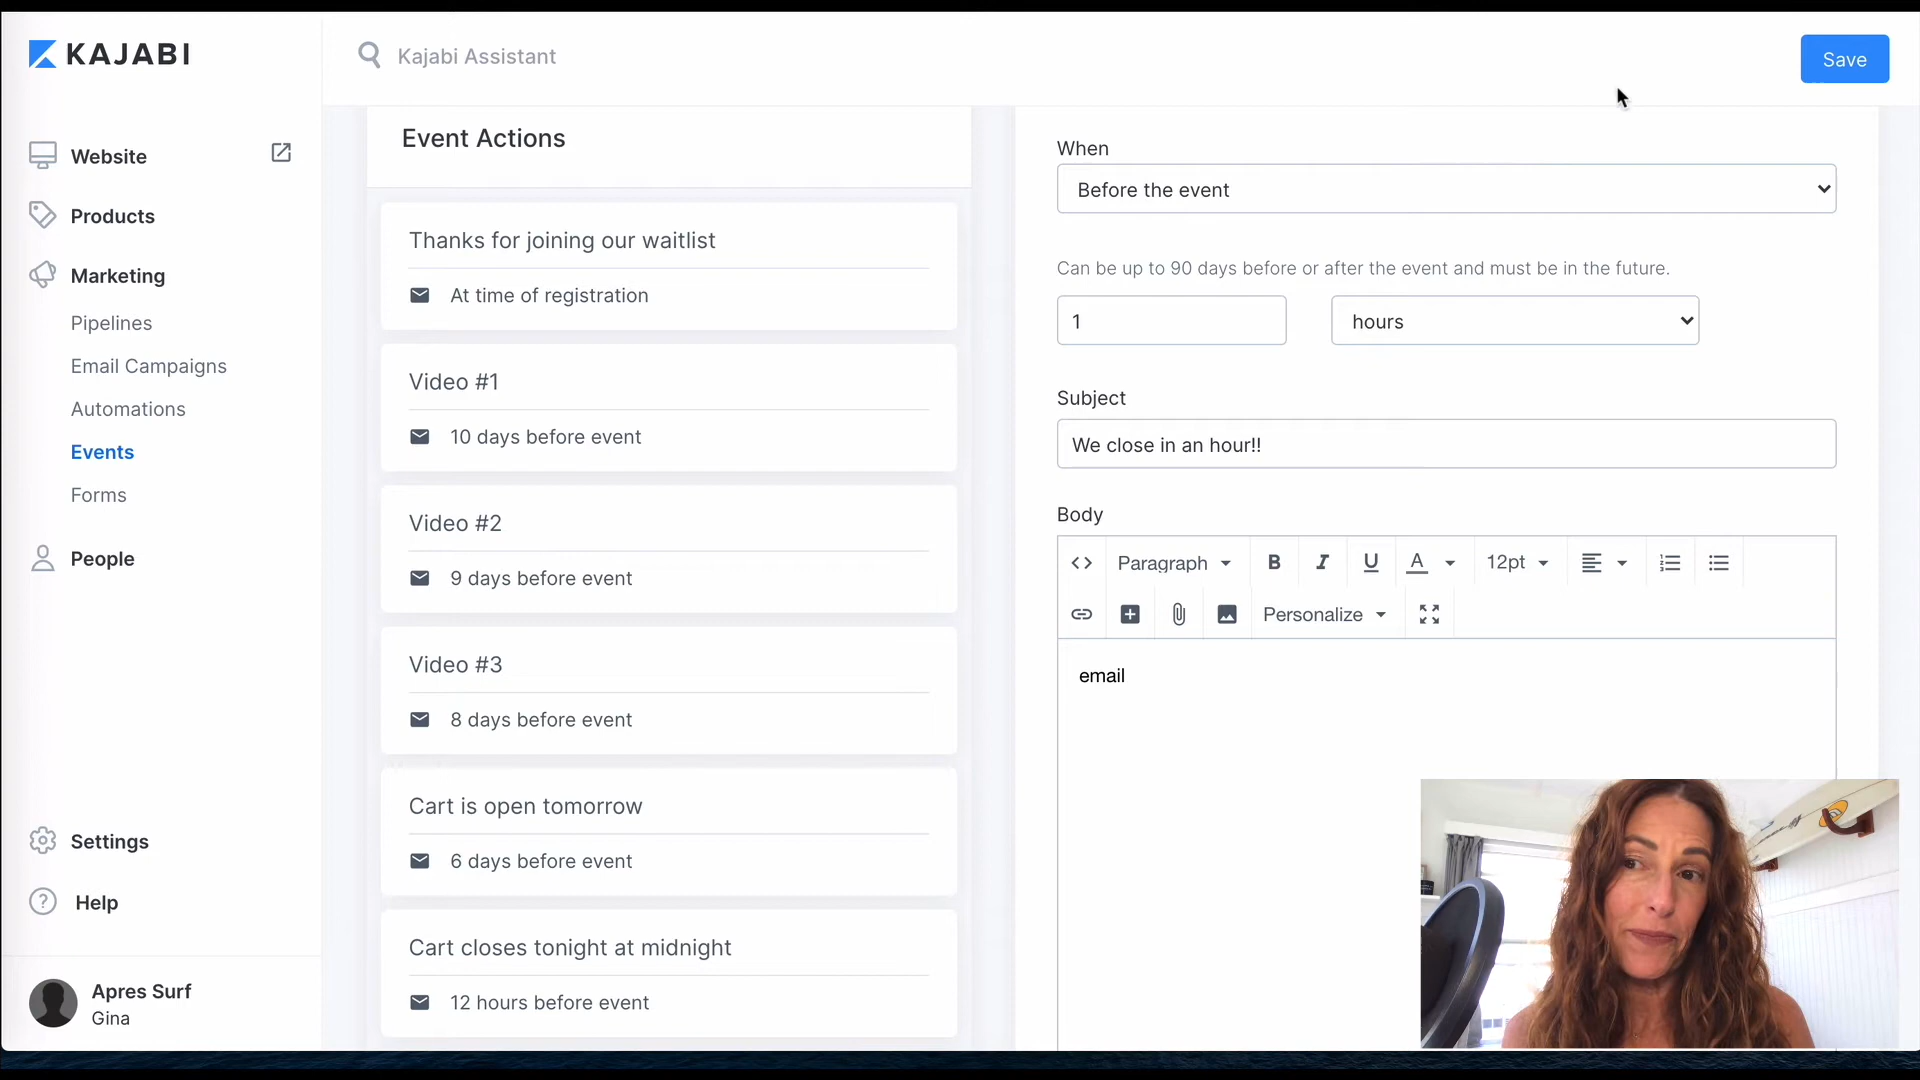 KAJABI
Kajabi Assistant
Save
Website
Products
Marketing
Pipelines
Email Campaigns
Automations
Events
Forms
People
Settings
? Help
Apres Surf
Gina
Event Actions
Thanks for joining our waitlist
At time of registration
Video #1
10 days before event
Video #2
9 days before event
Video #3
8 days before event
Cart is open tomorrow
6 days before event
Cart closes tonight at midnight
12 hours before event
When
Before the event
Can be up to 90 days before or after the event and must be in the future.
1 hours
Subject
We close in an hour!!
Body
<> Paragraph B I U A 12pt
Personalize
email